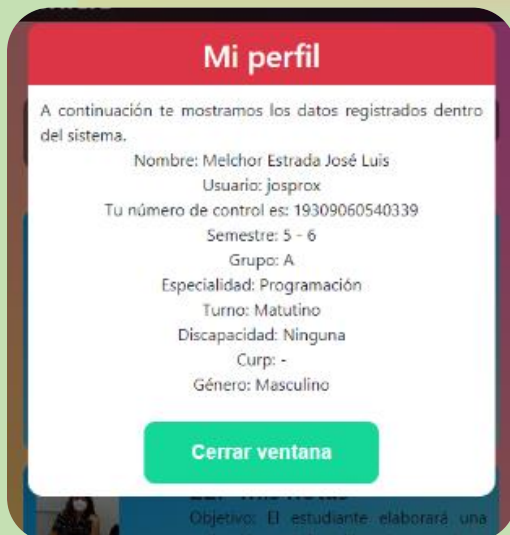 Mi perfil
A continuación te mostramos los datos registrados dentro
del sistema.
Nombre: Melchor Estrada José Luis
Usuario: josprox
Tu número de control es: 19309060540339
Semestre: 5 - 6
Grupo: A
Especialidad: Programación
Turno: Matutino
Discapacidad: Ninguna
Curp: -
Género: Masculino
Cerrar ventana
Objetivo: El estudiante elaborará una